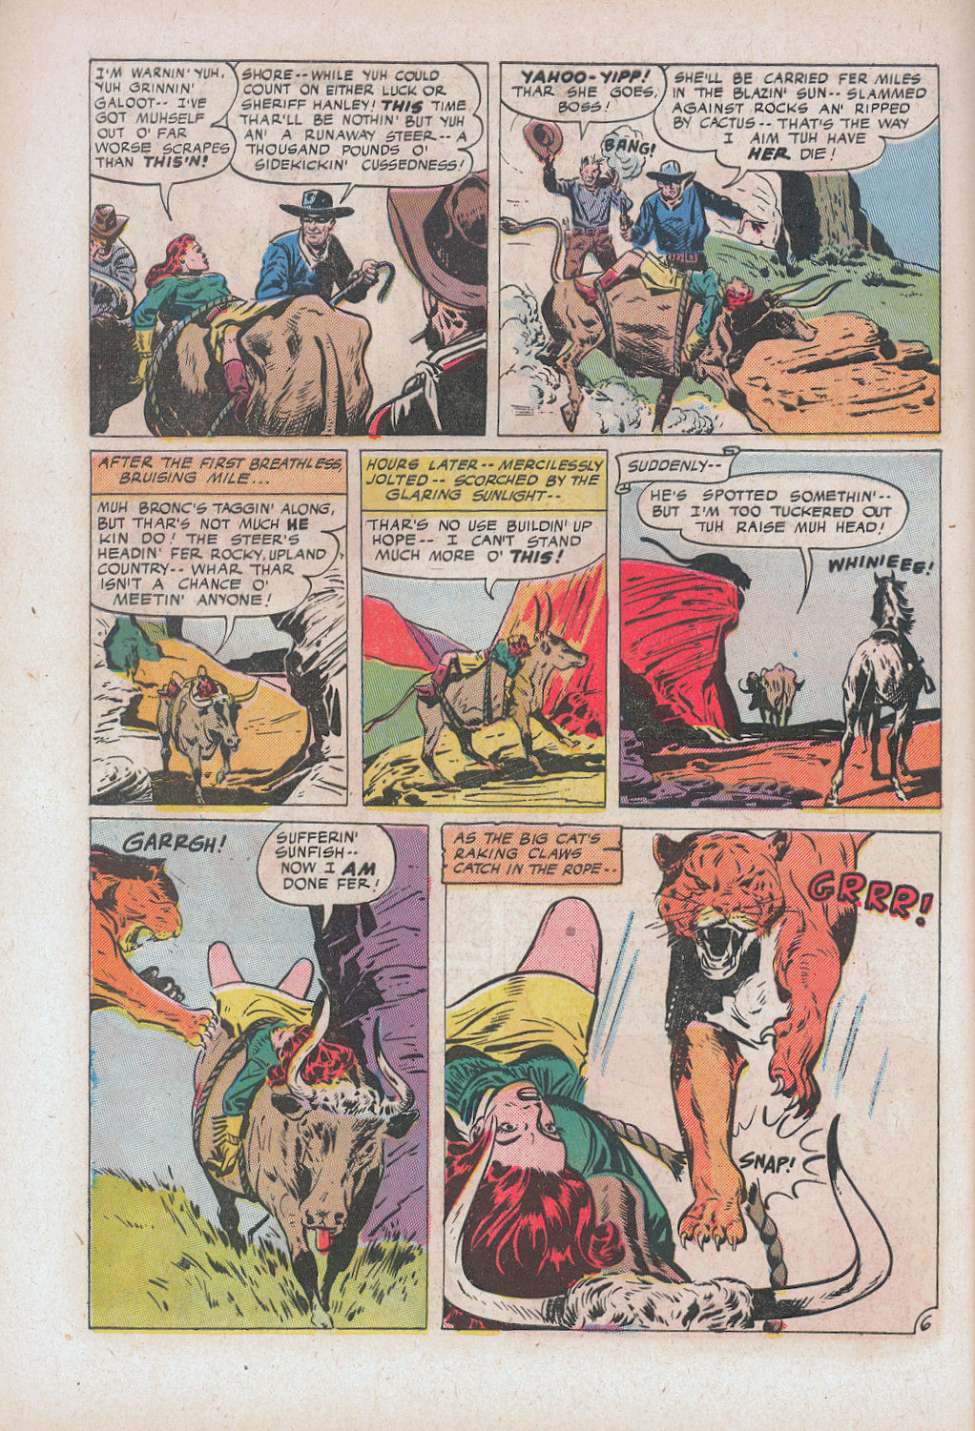 I'M WARNIN' YUH,
YUH GRINNIN'
GALOOT-- I'VE
GOT MUHSELF
OUT O' FAR
WORSE SCRAPES
THAN THIS'N!
SHORE-- WHILE YUH COULD
COUNT ON EITHER LUCK OR
SHERIFF HANLEY! THIS TIME
THAR'LL BE NOTHIN' BUT YUH
AN' A RUNAWAY STEER-- A
THOUSAND POUNDS O'
SIDEKICKIN' CUSSEDNESS!
YAHOO-YIPP!
THAR SHE GOES,
BOSS!
BANG!
SHE'LL BE CARRIED FER MILES
IN THE BLAZIN' SUN-- SLAMMED
AGAINST ROCKS AN' RIPPED
BY CACTUS-- THAT'S THE WAY
I AIM TUH HAVE
HER DIE!
AFTER THE FIRST BREATHLESS,
BRUISING MILE...
MUH BRONC'S TAGGIN' ALONG,
BUT THAR'S NOT MUCH HE
KIN DO! THE STEER'S
HEADIN' FER ROCKY, UPLAND
COUNTRY-- WHAR THAR
ISN'T A CHANCE O'
MEETIN' ANYONE!
HOURS LATER-- MERCILESSLY
JOLTED-- SCORCHED BY THE
GLARING SUNLIGHT--
THAR'S NO USE BUILDIN' UP
HOPE-- I CAN'T STAND
MUCH MORE O' THIS!
SUDDENLY--
HE'S SPOTTED SOMETHIN'--
BUT I'M TOO TUCKERED OUT
TUH RAISE MUH HEAD!
WHINIEEE!
GARRGH!
SUFFERIN'
SUNFISH--
NOW I AM
DONE FER!
AS THE BIG CAT'S
RAKING CLAWS
CATCH IN THE ROPE--
GRRR!
SNAP!
6